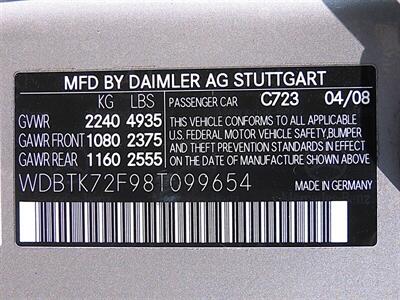 MFD BY DAIMLER AG STUTTGART
KG LBS
GVWR 2240 4935
GAWR FRONT 1080 2375
GAWR REAR 1160 2555
PASSENGER CAR C723 04/08
THIS VEHICLE CONFORMS TO ALL
FEDERAL MOTOR VEHICLE SAFETY, BUMPER
AND THEFT PREVENTION STANDARDS
IN EFFECT ON THE DATE OF
MANUFACTURE SHOWN ABOVE
WDBTK72F98T099654
MADE IN GERMANY